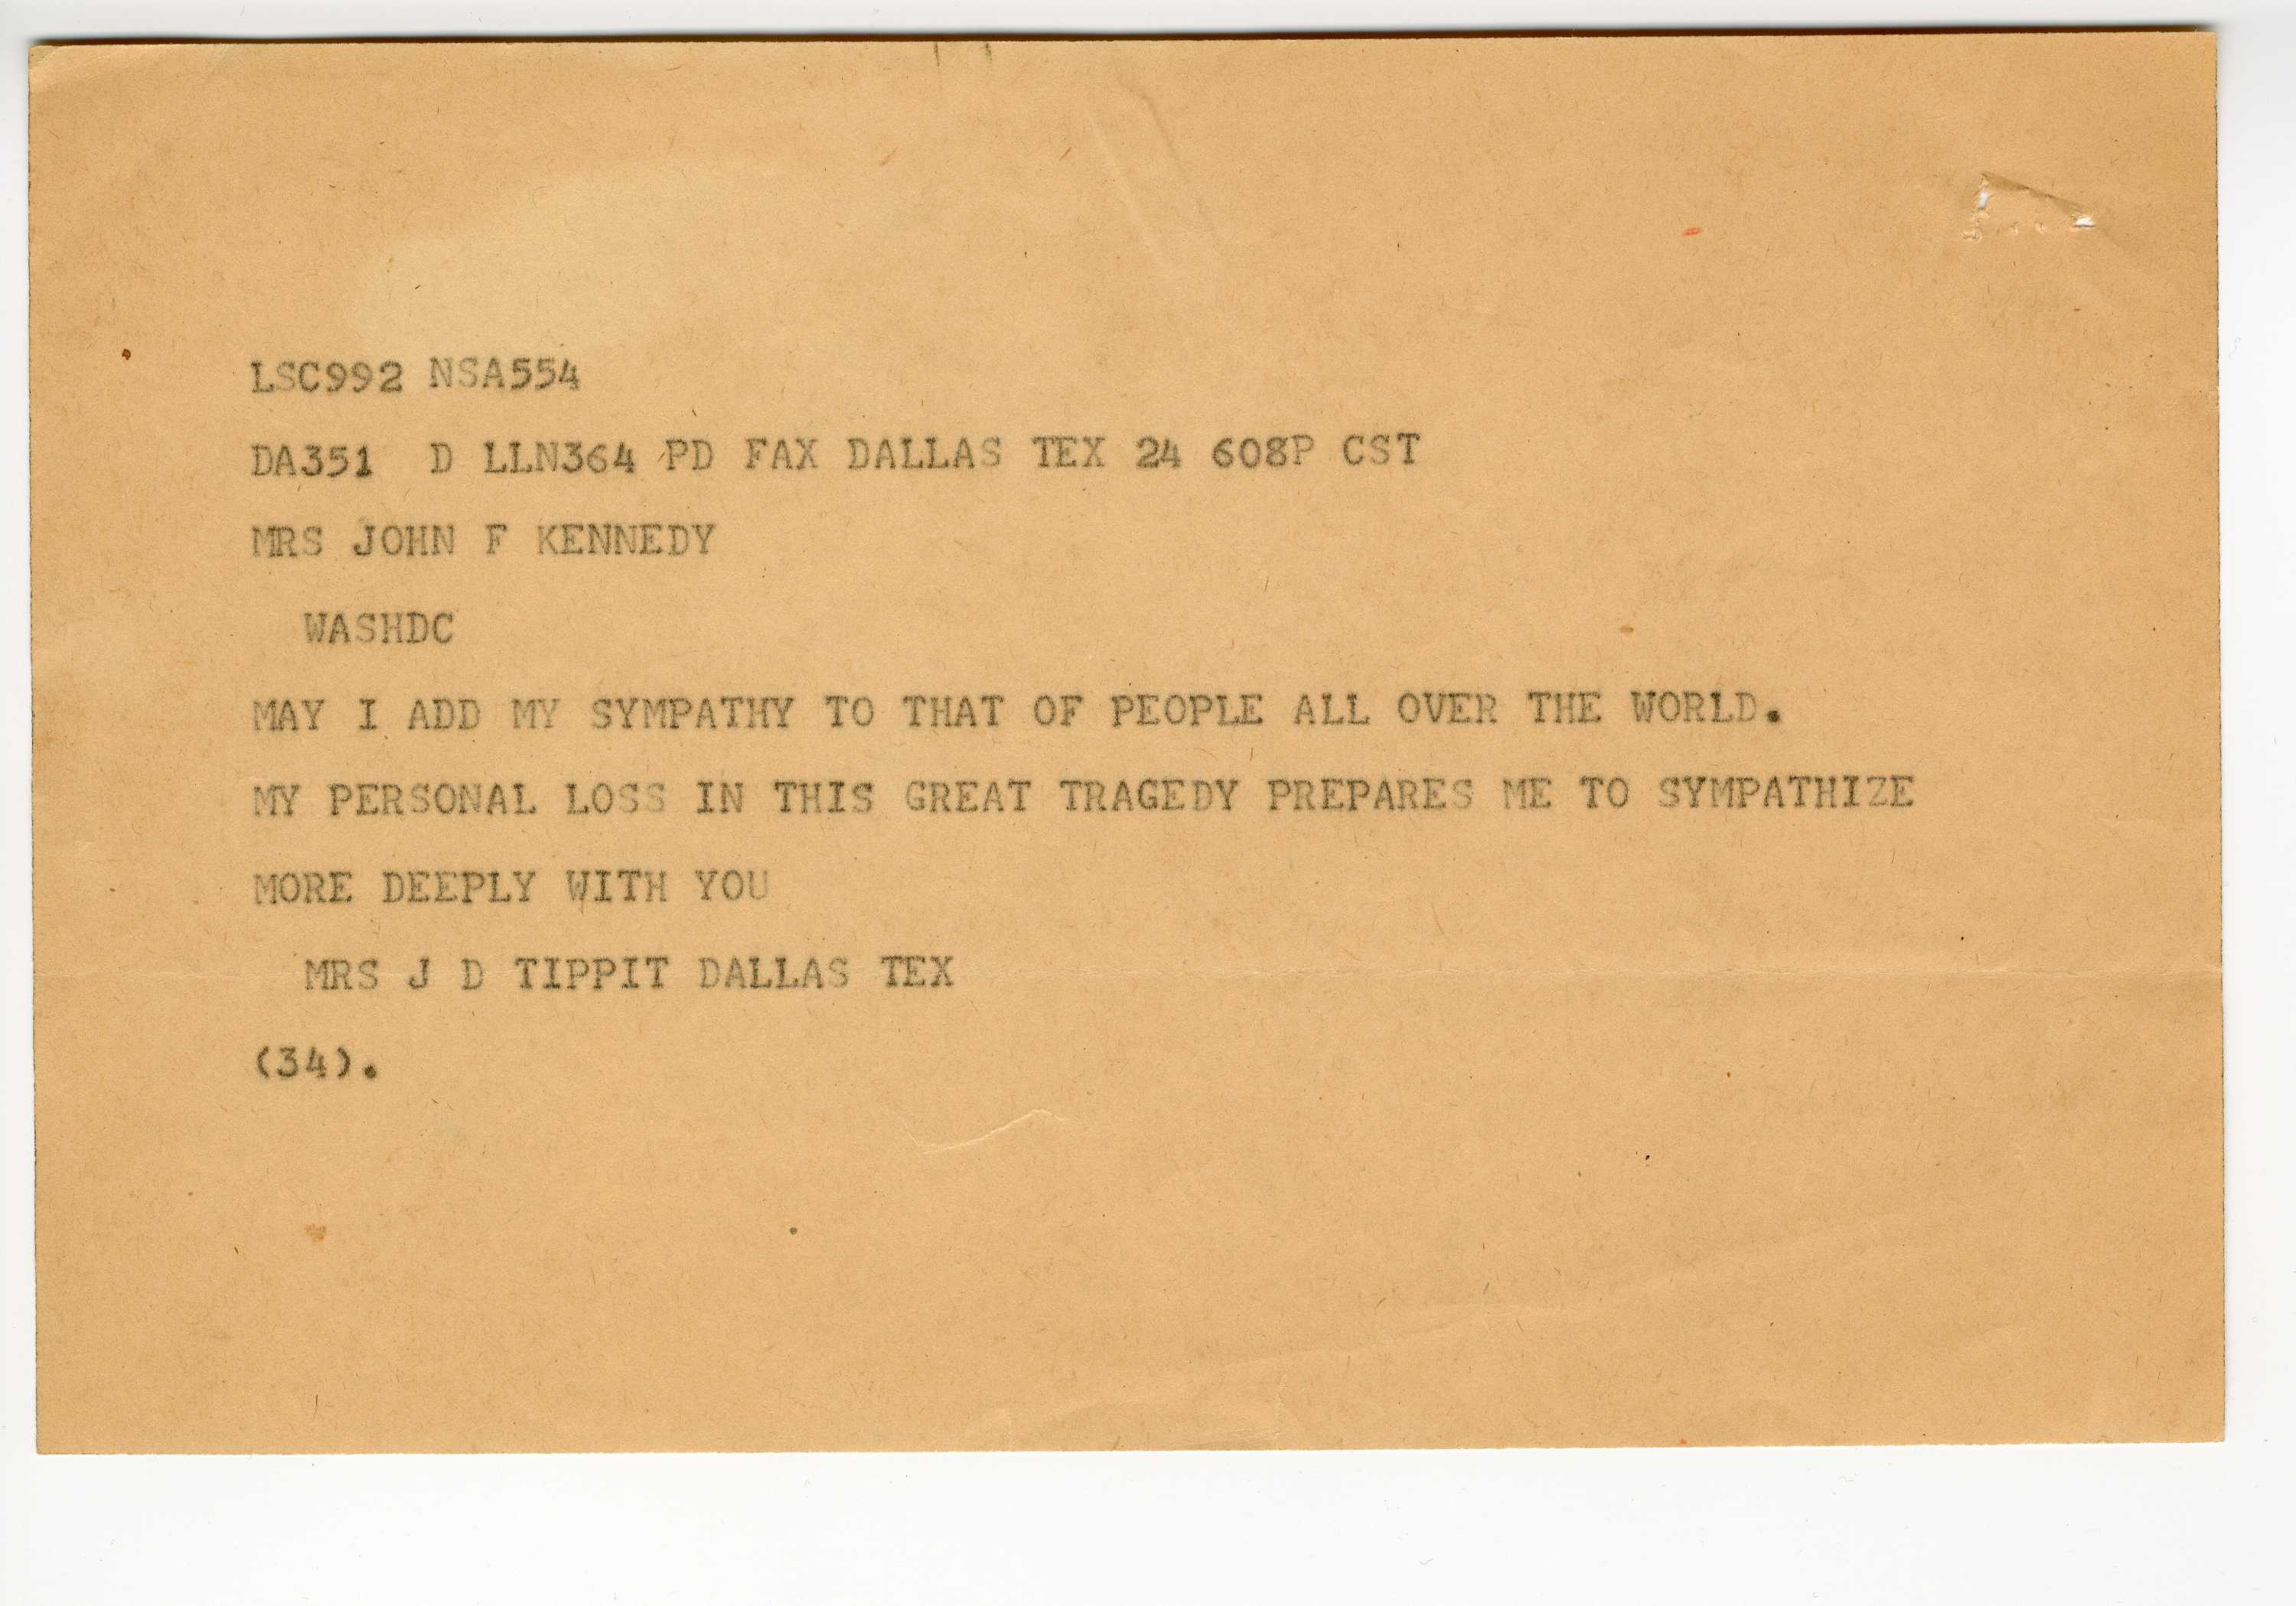 LSC992 NSA554
DA351 D LLN364 PD FAX DALLAS TEX 24 608P CST
MRS JOHN F KENNEDY
WASHDC
MAY I ADD MY SYMPATHY TO THAT OF PEOPLE ALL OVER THE WORLD.
MY PERSONAL LOSS IN THIS GREAT TRAGEDY PREPARES ME TO SYMPATHIZE
MORE DEEPLY WITH YOU
MRS J D TIPPIT DALLAS TEX
(34).